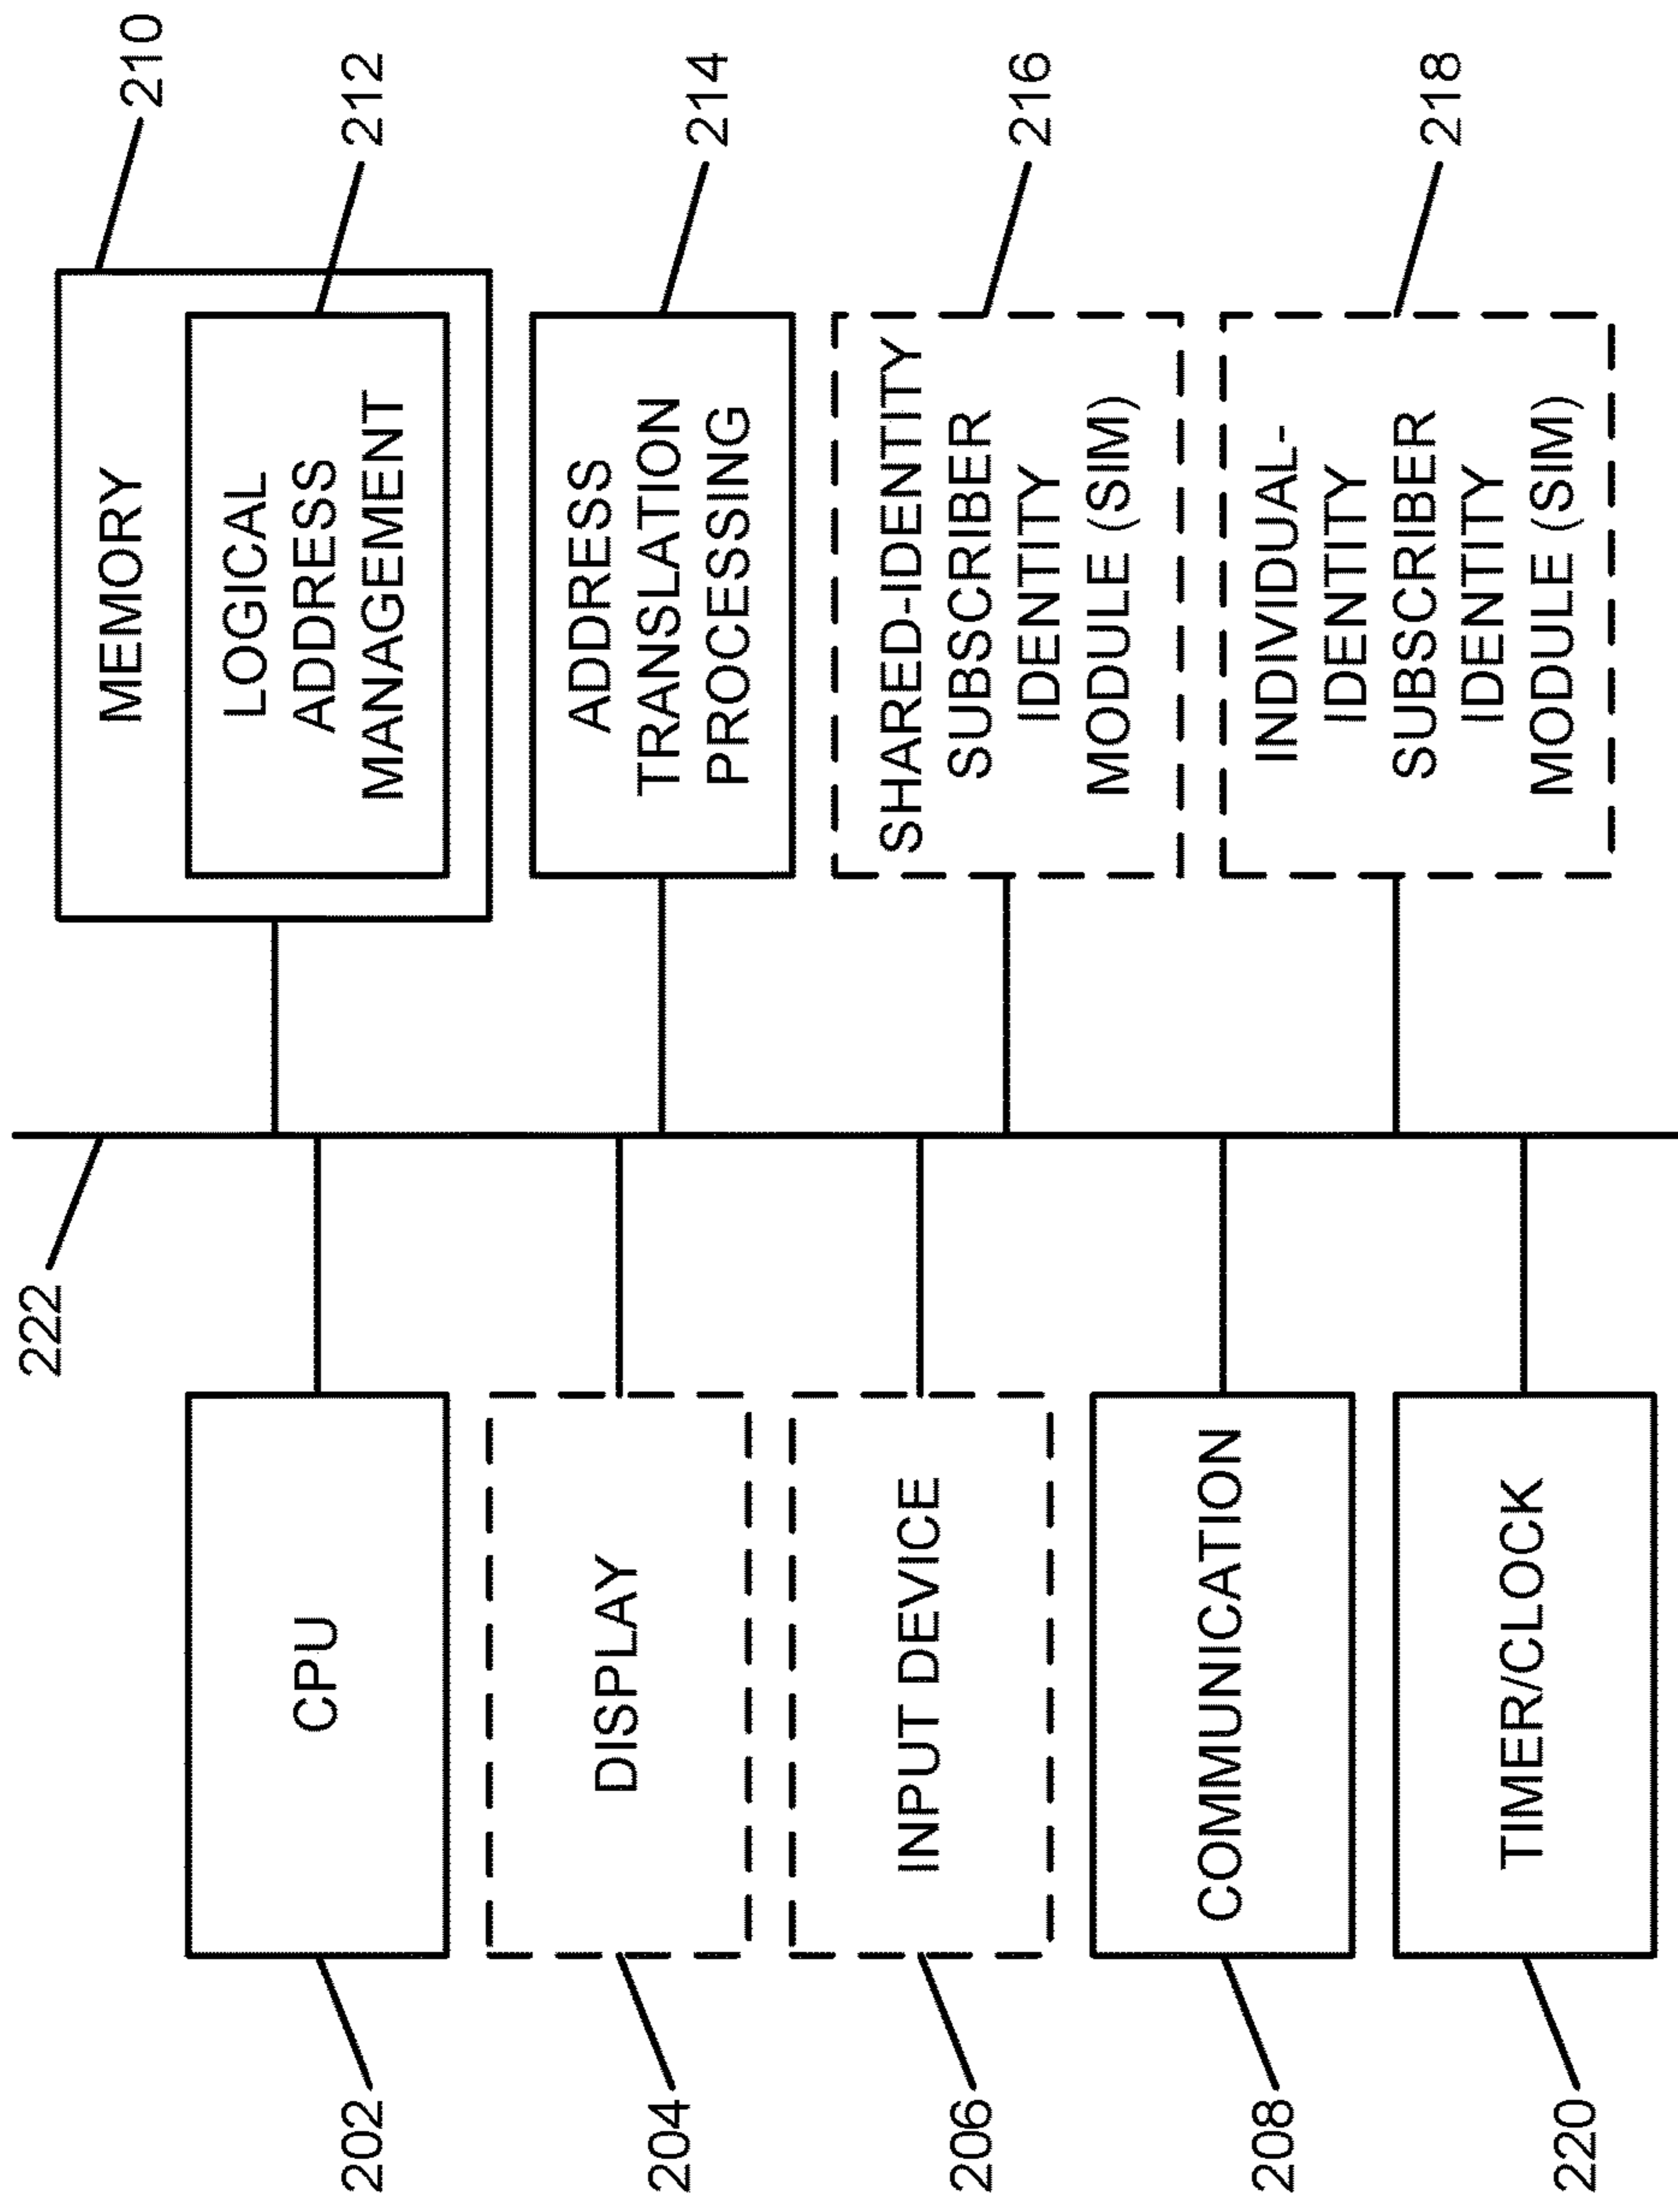 222
210
202
CPU
MEMORY
LOGICAL
ADDRESS
MANAGEMENT
212
204
DISPLAY
ADDRESS
TRANSLATION
PROCESSING
214
206
INPUT DEVICE
SHARED-IDENTITY
SUBSCRIBER
IDENTITY
MODULE (SIM)
216
208
COMMUNICATION
INDIVIDUAL-
IDENTITY
SUBSCRIBER
IDENTITY
MODULE (SIM)
218
220
TIMER/CLOCK